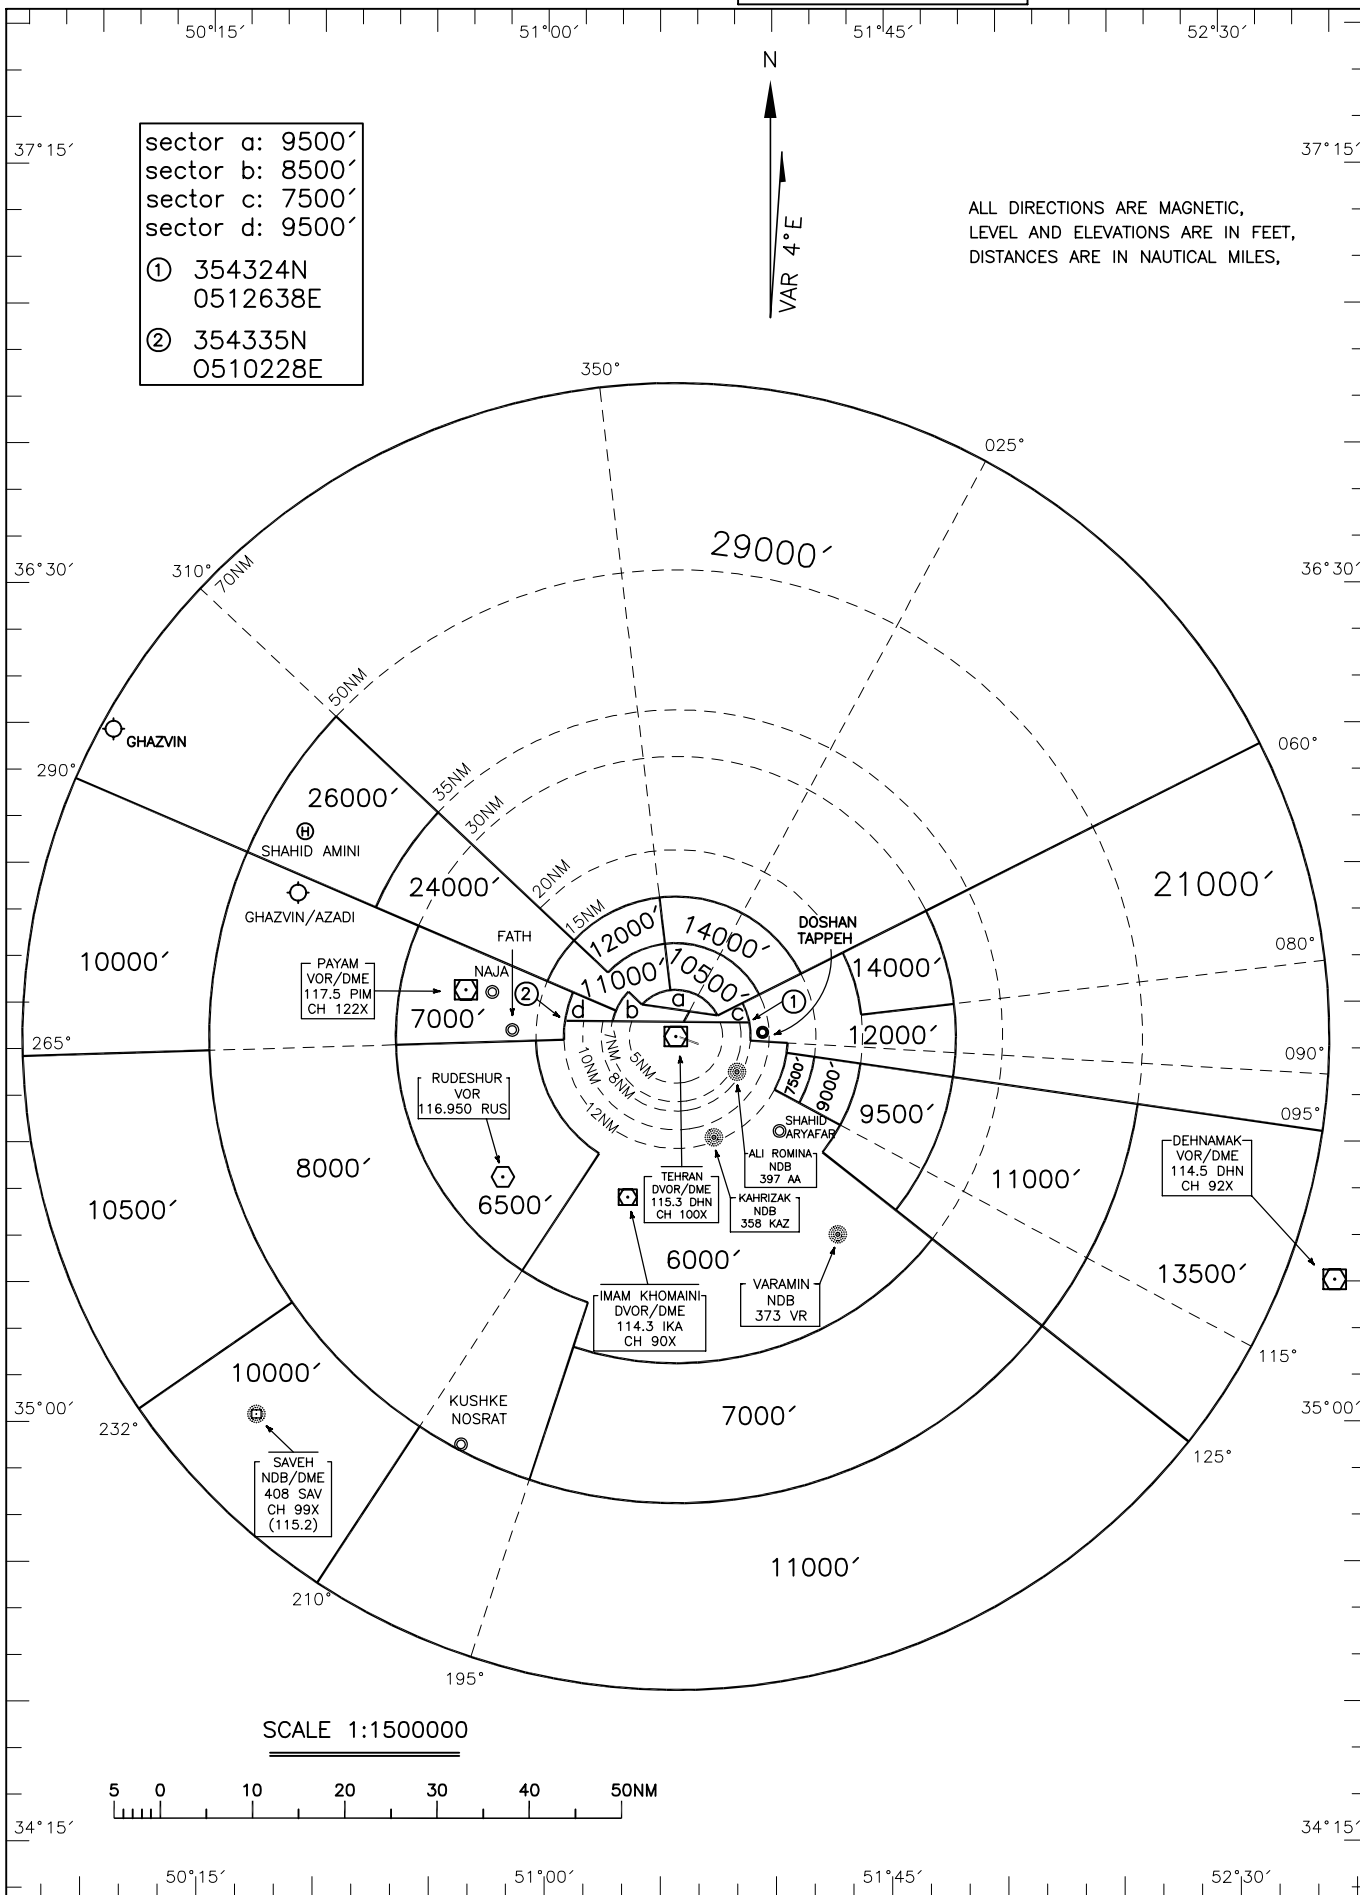 50°15′
51°00′
51°45′
52°30′
N
37°15′
37°15′
sector a: 9500′
sector b: 8500′
sector c: 7500′
sector d: 9500′
① 354324N
0512638E
② 354335N
0510228E
VAR 4°E
ALL DIRECTIONS ARE MAGNETIC,
LEVEL AND ELEVATIONS ARE IN FEET,
DISTANCES ARE IN NAUTICAL MILES,
350°
025°
29000′
36°30′
310°
70NM
36°30′
50NM
GHAZVIN
060°
290°
35NM
26000′
30NM
H
SHAHID AMINI
20NM
24000′
21000′
GHAZVIN/AZADI
15NM
12000′
14000′
DOSHAN
TAPPEH
FATH
080°
10000′
PAYAM
VOR/DME
117.5 PIM
CH 122X
NAJA
11000′
10500′
14000′
②
①
a
b
c
d
7000′
12000′
265°
090°
7NM
5NM
10NM
8NM
12NM
7500′
9000′
RUDESHUR
VOR
116.950 RUS
9500′
095°
SHAHID
ARYAFAR
DEHNAMAK
VOR/DME
114.5 DHN
CH 92X
ALI ROMINA
NDB
397 AA
8000′
TEHRAN
DVOR/DME
115.3 DHN
CH 100X
11000′
KAHRIZAK
NDB
358 KAZ
10500′
6500′
6000′
13500′
IMAM KHOMAINI
DVOR/DME
114.3 IKA
CH 90X
VARAMIN
NDB
373 VR
115°
10000′
KUSHKE
NOSRAT
7000′
35°00′
35°00′
232°
125°
SAVEH
NDB/DME
408 SAV
CH 99X
(115.2)
11000′
210°
195°
SCALE 1:1500000
5 0 10 20 30 40 50NM
34°15′
34°15′
50°15′
51°00′
51°45′
52°30′